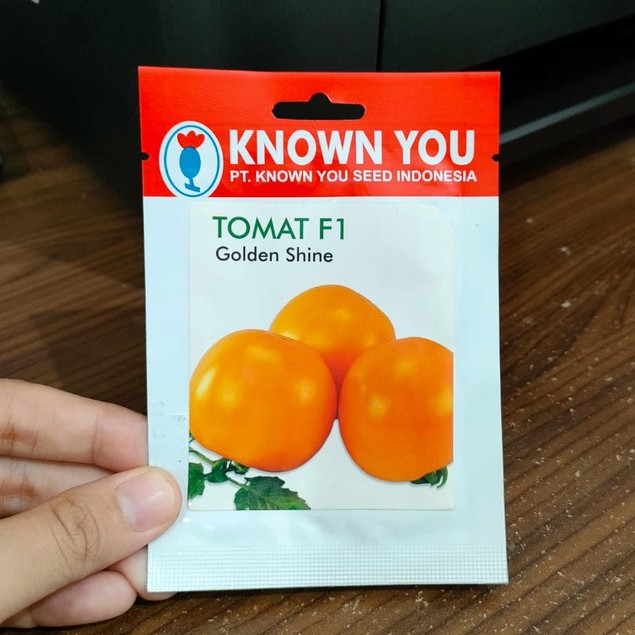 KNOWN YOU
PT. KNOWN YOU SEED INDONESIA
TOMAT F1
Golden Shine